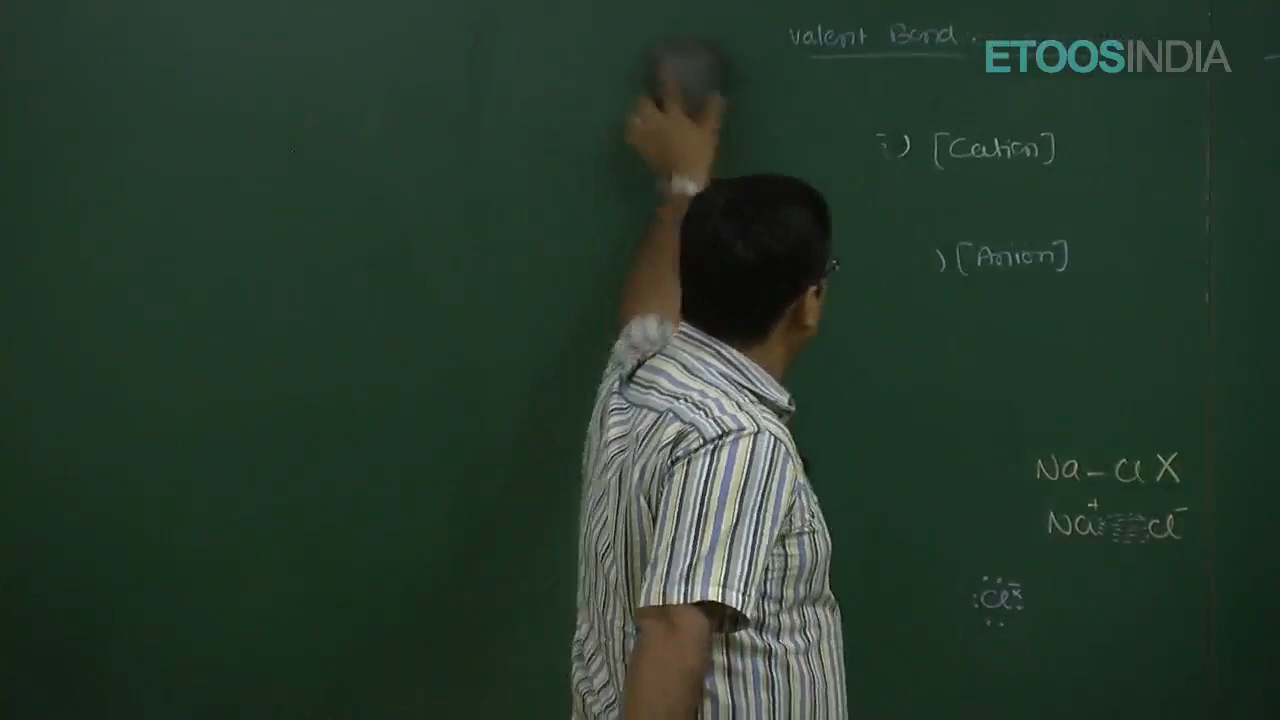 valent Bond
ETOOSINDIA
i) [Cation]
) [Anion]
Na – Cl X
Na⁺ Cl⁻
Cl